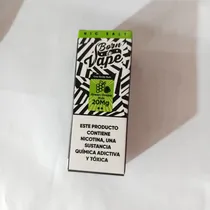 NIC SALT
Born
to
Vape
20Mg
ESTE PRODUCTO
CONTIENE
NICOTINA, UNA
SUSTANCIA
QUÍMICA ADICTIVA
Y TÓXICA